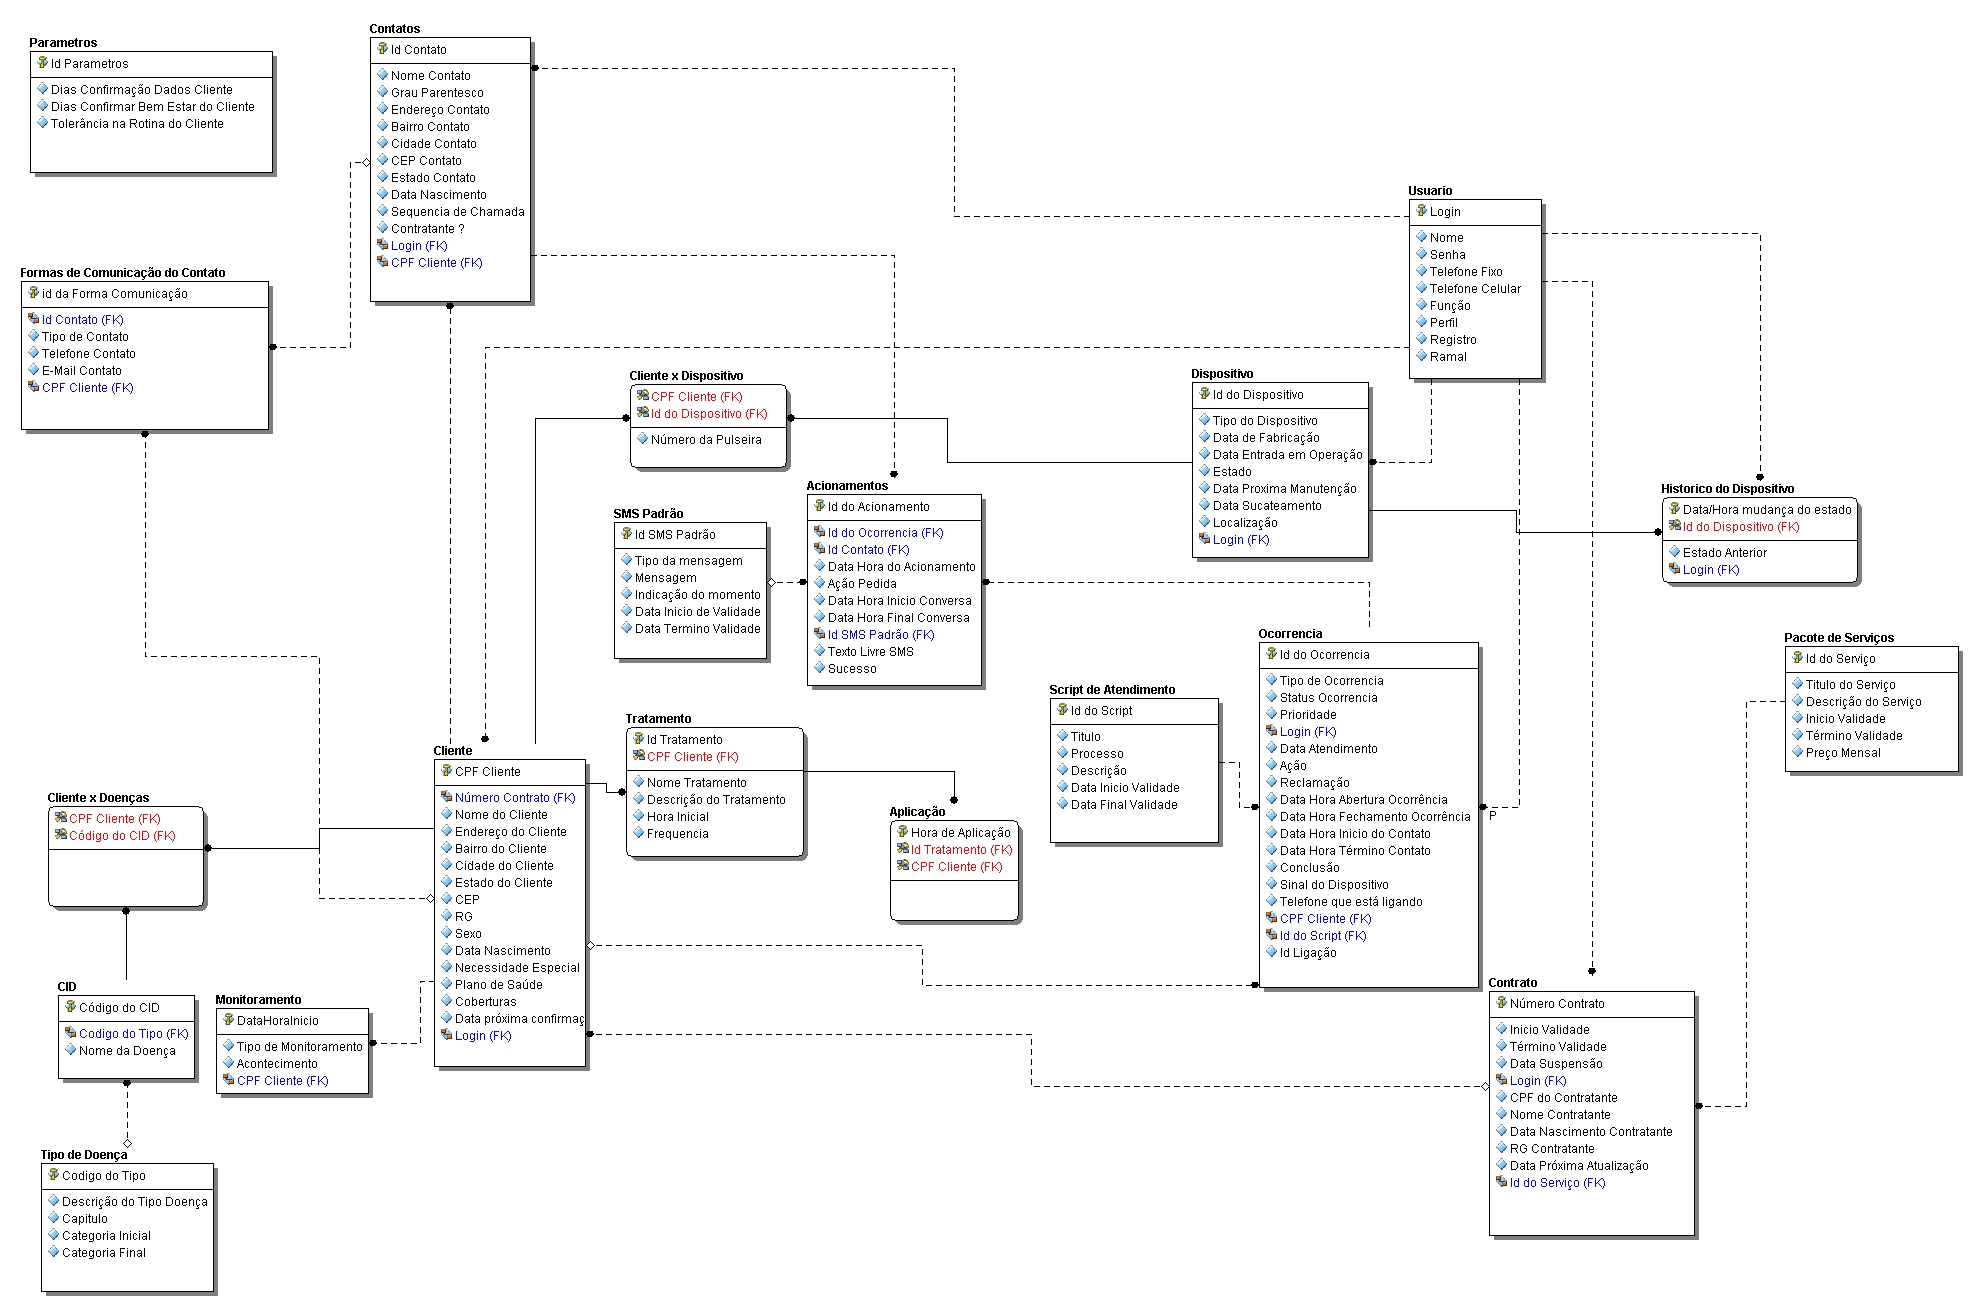 Parametros
Id Parametros
Dias Confirmação Dados Cliente
Dias Confirmar Bem Estar do Cliente
Tolerância na Rotina do Cliente
Contatos
Id Contato
Nome Contato
Grau Parentesco
Endereço Contato
Bairro Contato
Cidade Contato
CEP Contato
Estado Contato
Data Nascimento
Sequencia de Chamada
Contratante ?
Login (FK)
CPF Cliente (FK)
Usuario
Login
Nome
Senha
Telefone Fixo
Telefone Celular
Função
Perfil
Registro
Ramal
Formas de Comunicação do Contato
id da Forma Comunicação
Id Contato (FK)
Tipo de Contato
Telefone Contato
E-Mail Contato
CPF Cliente (FK)
Cliente x Dispositivo
CPF Cliente (FK)
Id do Dispositivo (FK)
Número da Pulseira
Dispositivo
Id do Dispositivo
Tipo do Dispositivo
Data de Fabricação
Data Entrada em Operação
Estado
Data Proxima Manutenção
Data Sucateamento
Localização
Login (FK)
Historico do Dispositivo
Data/Hora mudança do estado
Id do Dispositivo (FK)
Estado Anterior
Login (FK)
Acionamentos
Id do Acionamento
Id do Ocorrencia (FK)
Id Contato (FK)
Data Hora do Acionamento
Ação Pedida
Data Hora Inicio Conversa
Data Hora Final Conversa
Id SMS Padrão (FK)
Texto Livre SMS
Sucesso
SMS Padrão
Id SMS Padrão
Tipo da mensagem
Mensagem
Indicação do momento
Data Inicio de Validade
Data Termino Validade
Ocorrencia
Id do Ocorrencia
Tipo de Ocorrencia
Status Ocorrencia
Prioridade
Login (FK)
Data Atendimento
Ação
Reclamação
Data Hora Abertura Ocorrência
Data Hora Fechamento Ocorrência
Data Hora Inicio do Contato
Data Hora Término Contato
Conclusão
Sinal do Dispositivo
Telefone que está ligando
CPF Cliente (FK)
Id do Script (FK)
Id Ligação
P
Pacote de Serviços
Id do Serviço
Titulo do Serviço
Descrição do Serviço
Inicio Validade
Término Validade
Preço Mensal
Script de Atendimento
Id do Script
Titulo
Processo
Descrição
Data Inicio Validade
Data Final Validade
Tratamento
Id Tratamento
CPF Cliente (FK)
Nome Tratamento
Descrição do Tratamento
Hora Inicial
Frequencia
Cliente
CPF Cliente
Número Contrato (FK)
Nome do Cliente
Endereço do Cliente
Bairro do Cliente
Cidade do Cliente
Estado do Cliente
CEP
RG
Sexo
Data Nascimento
Necessidade Especial
Plano de Saúde
Coberturas
Data próxima confirmaç
Login (FK)
Cliente x Doenças
CPF Cliente (FK)
Código do CID (FK)
Aplicação
Hora de Aplicação
Id Tratamento (FK)
CPF Cliente (FK)
CID
Código do CID
Codigo do Tipo (FK)
Nome da Doença
Monitoramento
DataHoraInicio
Tipo de Monitoramento
Acontecimento
CPF Cliente (FK)
Contrato
Número Contrato
Inicio Validade
Término Validade
Data Suspensão
Login (FK)
CPF do Contratante
Nome Contratante
Data Nascimento Contratante
RG Contratante
Data Próxima Atualização
Id do Serviço (FK)
Tipo de Doença
Codigo do Tipo
Descrição do Tipo Doença
Capitulo
Categoria Inicial
Categoria Final